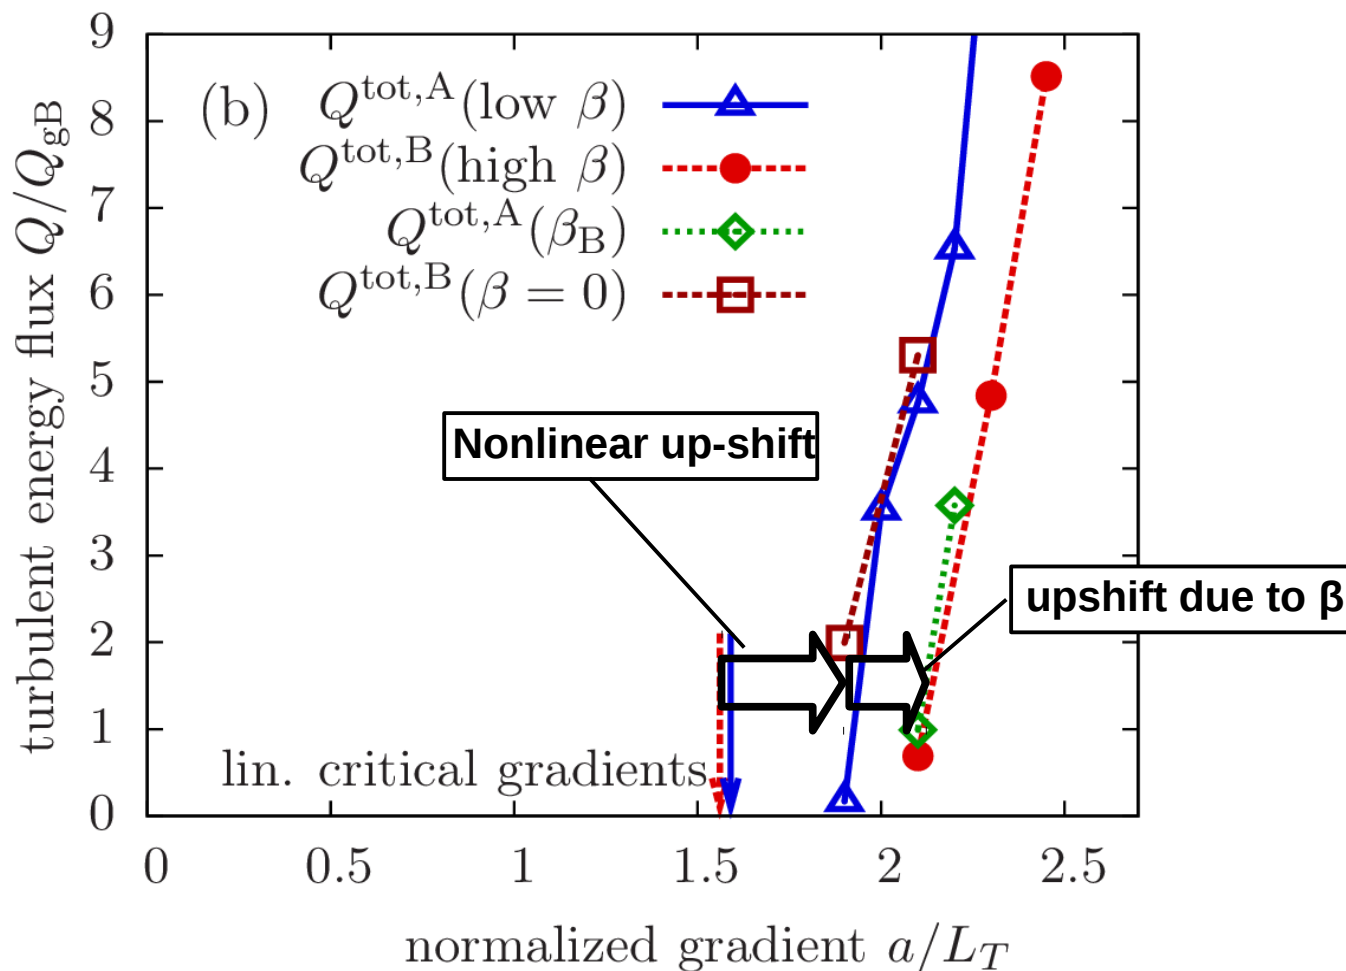 9
8
7
6
5
4
3
2
1
0
turbulent energy flux Q/Q_gB
(b)
Q^tot,A(low β)
Q^tot,B(high β)
Q^tot,A(β_B)
Q^tot,B(β = 0)
Nonlinear up-shift
upshift due to β
lin. critical gradients
0 0.5 1 1.5 2 2.5
normalized gradient a/L_T